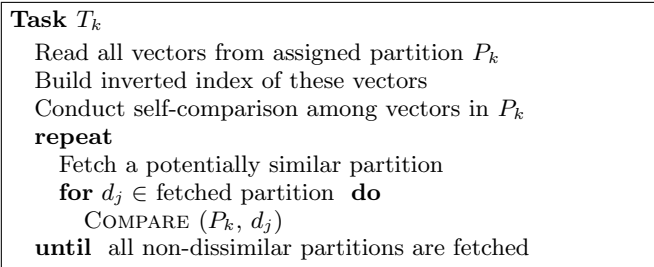 Task T_k
Read all vectors from assigned partition P_k
Build inverted index of these vectors
Conduct self-comparison among vectors in P_k
repeat
Fetch a potentially similar partition
for d_j ∈ fetched partition do
COMPARE (P_k, d_j)
until all non-dissimilar partitions are fetched